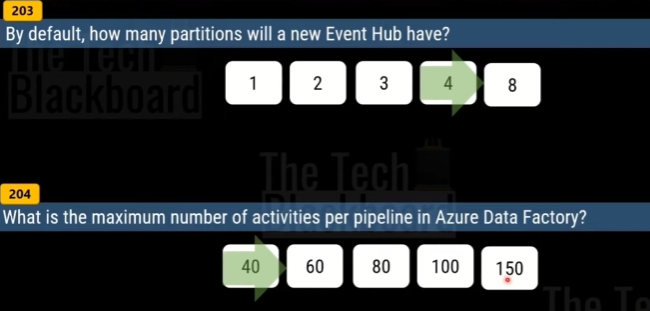 203
By default, how many partitions will a new Event Hub have?
The Tech
Blackboard
1 2 3 4 8
The Tech
Blackboard
204
What is the maximum number of activities per pipeline in Azure Data Factory?
40 60 80 100 150
The Te